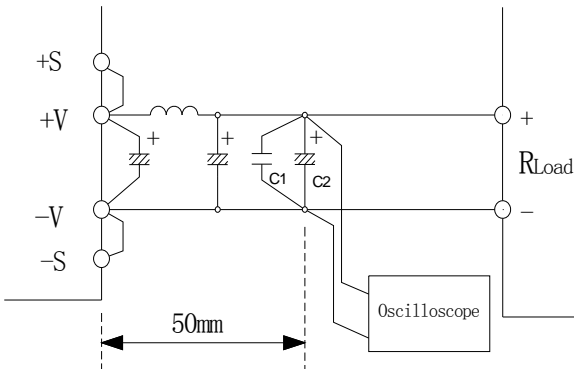 +S
+V
+
+
+
+
C1
C2
RLoad
-V
-
-S
Oscilloscope
50mm